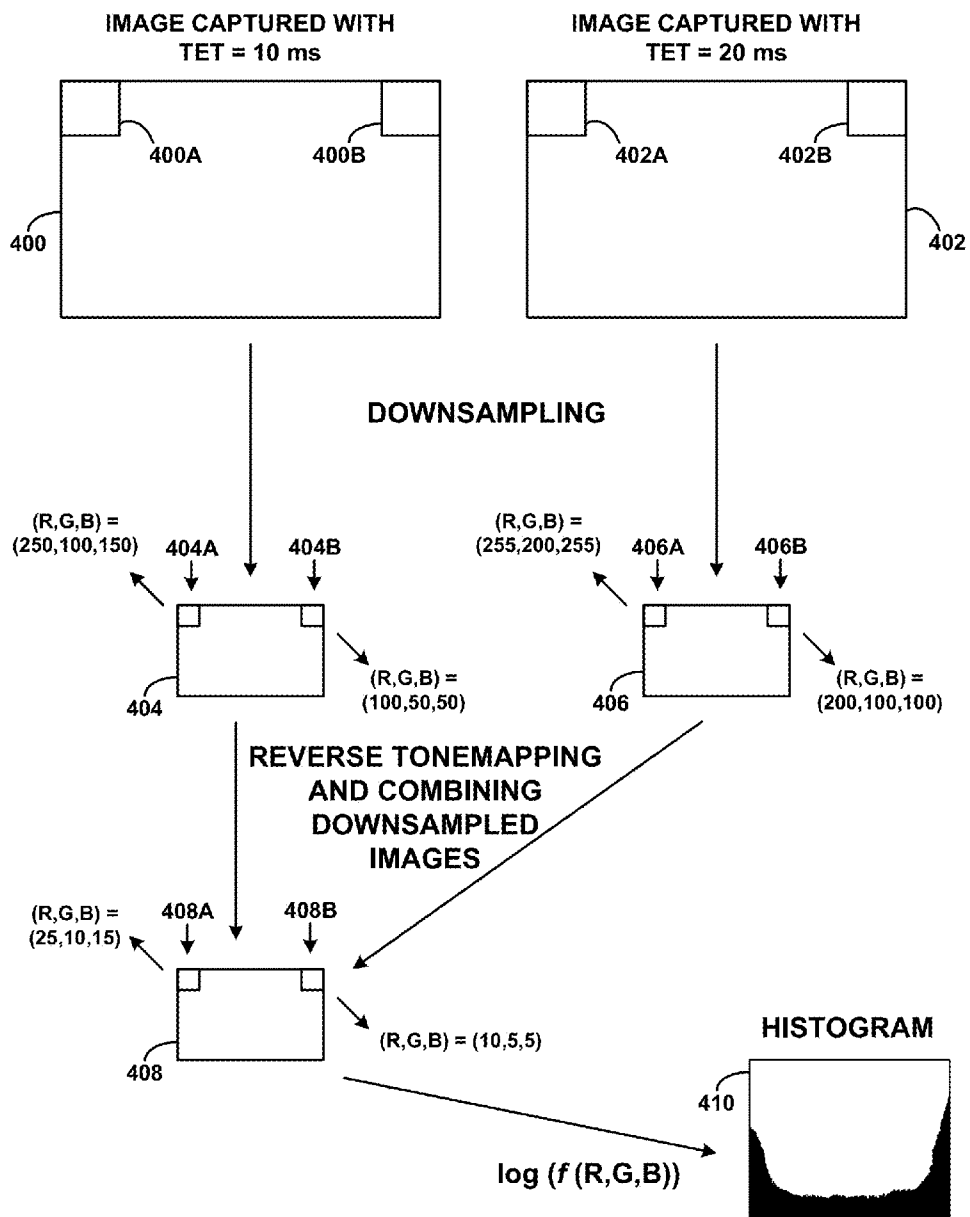 IMAGE CAPTURED WITH
TET = 10 ms
IMAGE CAPTURED WITH
TET = 20 ms
400A
400B
402A
402B
400
402
DOWNSAMPLING
(R,G,B) =
(250,100,150)
404A
404B
(R,G,B) =
(255,200,255)
406A
406B
404
(R,G,B) =
(100,50,50)
406
(R,G,B) =
(200,100,100)
REVERSE TONEMAPPING
AND COMBINING
DOWNSAMPLED
IMAGES
(R,G,B) =
(25,10,15)
408A
408B
408
(R,G,B) = (10,5,5)
HISTOGRAM
410
log (f (R,G,B))